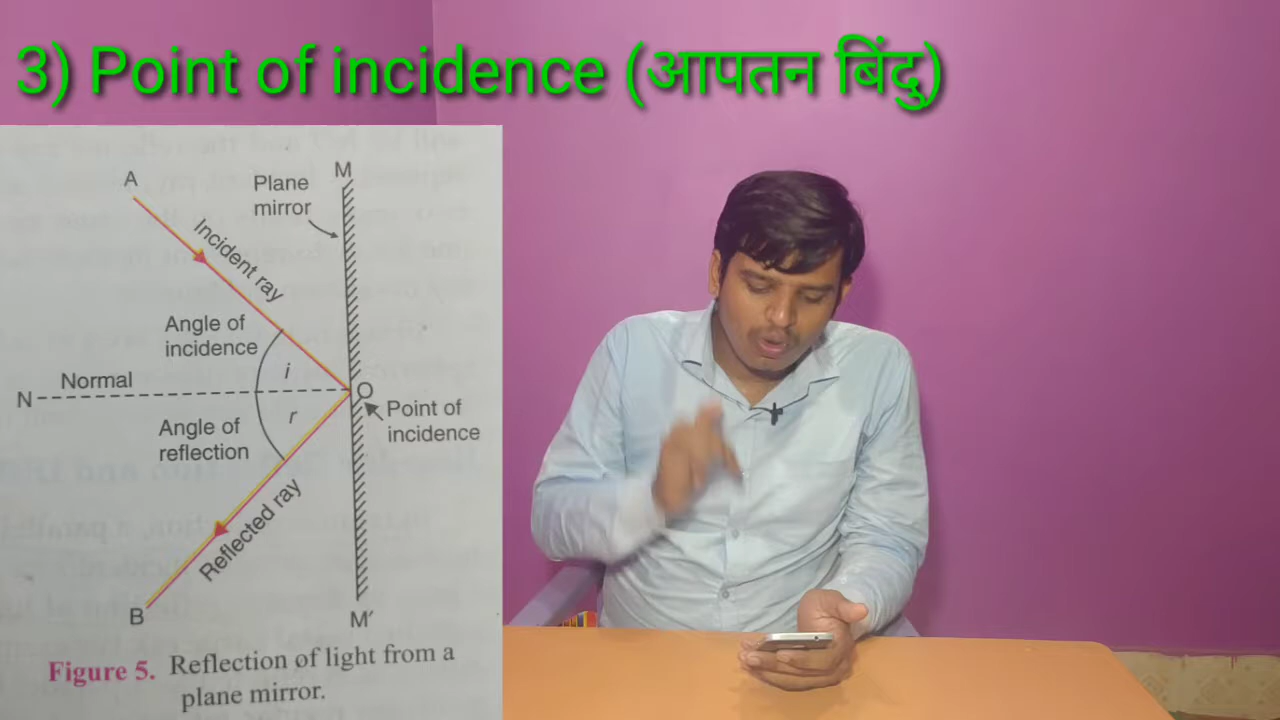 3) Point of incidence (आपतन बिंदु)
A
M
Plane
mirror
Incident ray
Angle of
incidence
i
N
Normal
O
r
Point of
incidence
Angle of
reflection
Reflected ray
B
M′
Figure 5. Reflection of light from a
plane mirror.